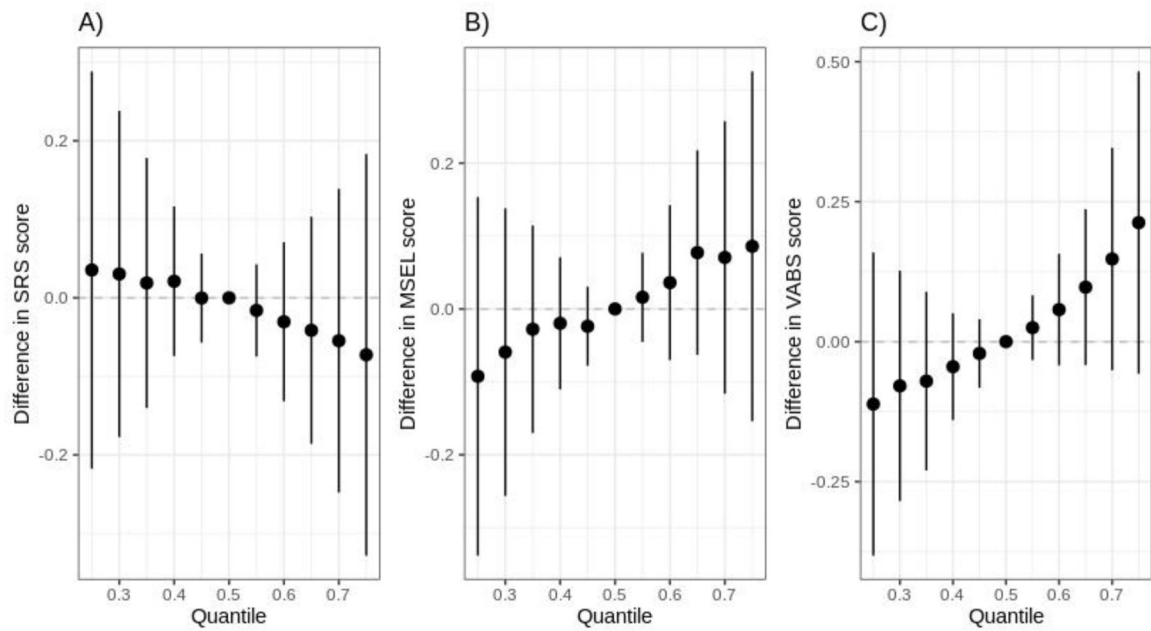 A)
Difference in SRS score
0.2
0.0
-0.2
0.3 0.4 0.5 0.6 0.7
Quantile
B)
Difference in MSEL score
0.2
0.0
-0.2
0.3 0.4 0.5 0.6 0.7
Quantile
C)
Difference in VABS score
0.50
0.25
0.00
-0.25
0.3 0.4 0.5 0.6 0.7
Quantile